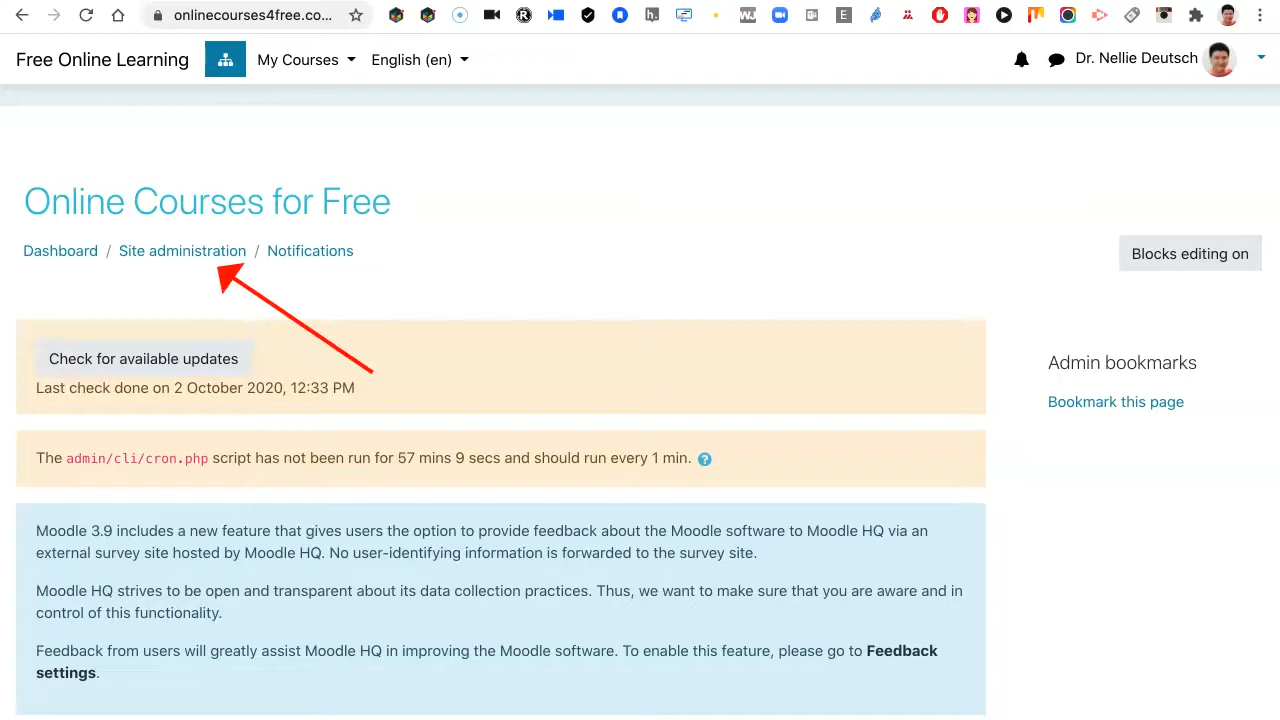 onlinecourses4free.co...
Free Online Learning
My Courses
English (en)
Dr. Nellie Deutsch
Online Courses for Free
Dashboard / Site administration / Notifications
Blocks editing on
Check for available updates
Last check done on 2 October 2020, 12:33 PM
Admin bookmarks
Bookmark this page
The admin/cli/cron.php script has not been run for 57 mins 9 secs and should run every 1 min.
Moodle 3.9 includes a new feature that gives users the option to provide feedback about the Moodle software to Moodle HQ via an
external survey site hosted by Moodle HQ. No user-identifying information is forwarded to the survey site.
Moodle HQ strives to be open and transparent about its data collection practices. Thus, we want to make sure that you are aware and in
control of this functionality.
Feedback from users will greatly assist Moodle HQ in improving the Moodle software. To enable this feature, please go to Feedback
settings.